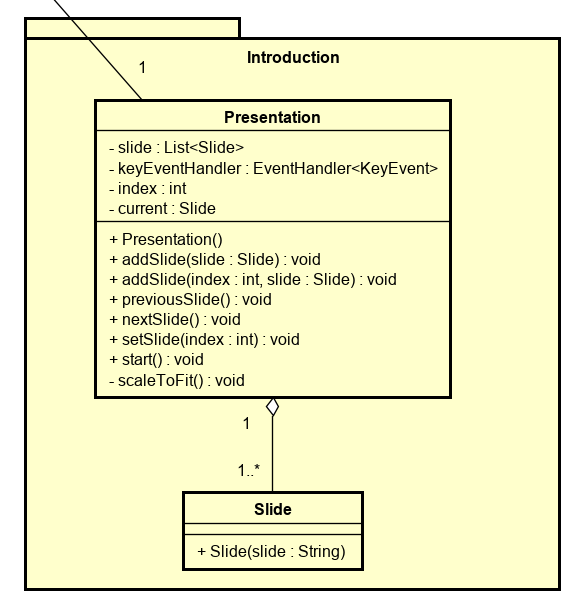 1
Introduction
Presentation
- slide : List<Slide>
- keyEventHandler : EventHandler<KeyEvent>
- index : int
- current : Slide
+ Presentation()
+ addSlide(slide : Slide) : void
+ addSlide(index : int, slide : Slide) : void
+ previousSlide() : void
+ nextSlide() : void
+ setSlide(index : int) : void
+ start() : void
- scaleToFit() : void
1
1..*
Slide
+ Slide(slide : String)